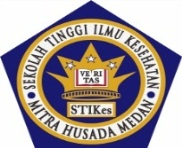 SEKOLAH TINGGI ILMU KESEHATAN
VE RI
TAS
STIKes
MITRA HUSADA MEDAN